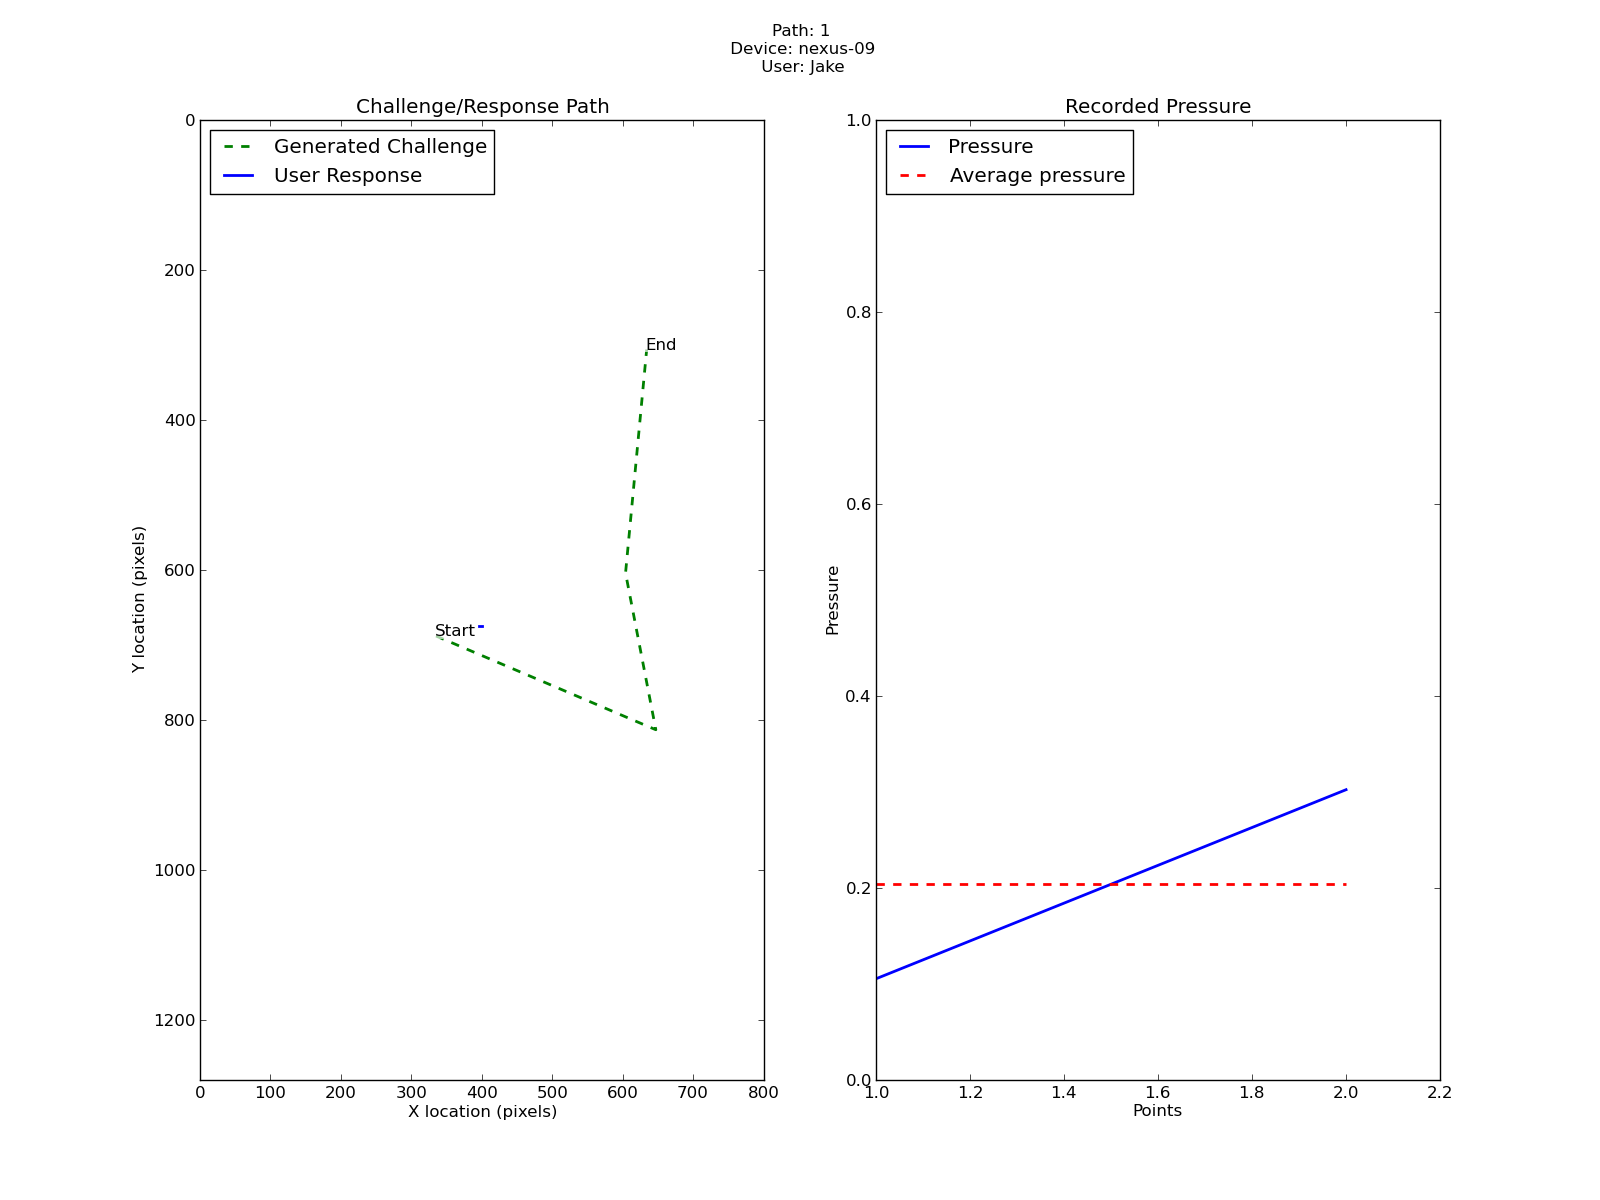 Path: 1
Device: nexus-09
User: Jake
Challenge/Response Path
Generated Challenge
User Response
0
200
400
600
800
1000
1200
Y location (pixels)
End
Start
0 100 200 300 400 500 600 700 800
X location (pixels)
Recorded Pressure
Pressure
Average pressure
1.0
0.8
0.6
0.4
0.2
0.0
Pressure
1.0 1.2 1.4 1.6 1.8 2.0 2.2
Points